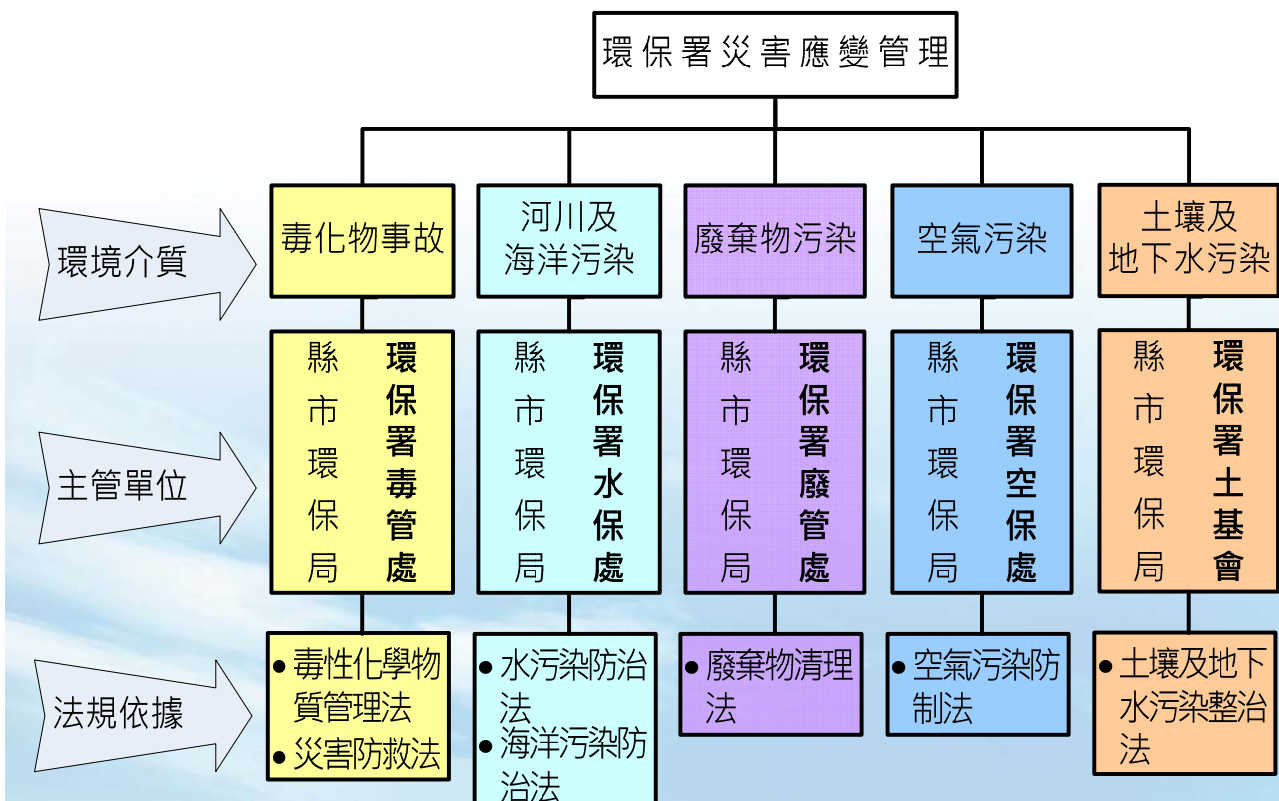 環保署災害應變管理
環境介質
毒化物事故
河川及
海洋污染
廢棄物污染
空氣污染
土壤及
地下水污染
主管單位
環保署毒管處
縣市環保局
環保署水保處
縣市環保局
環保署廢管處
縣市環保局
環保署空保處
縣市環保局
環保署土基會
縣市環保局
法規依據
• 毒性化學物
質管理法
• 災害防救法
• 水污染防治
法
• 海洋污染防
治法
• 廢棄物清理
法
• 空氣污染防
制法
• 土壤及地下
水污染整治
法